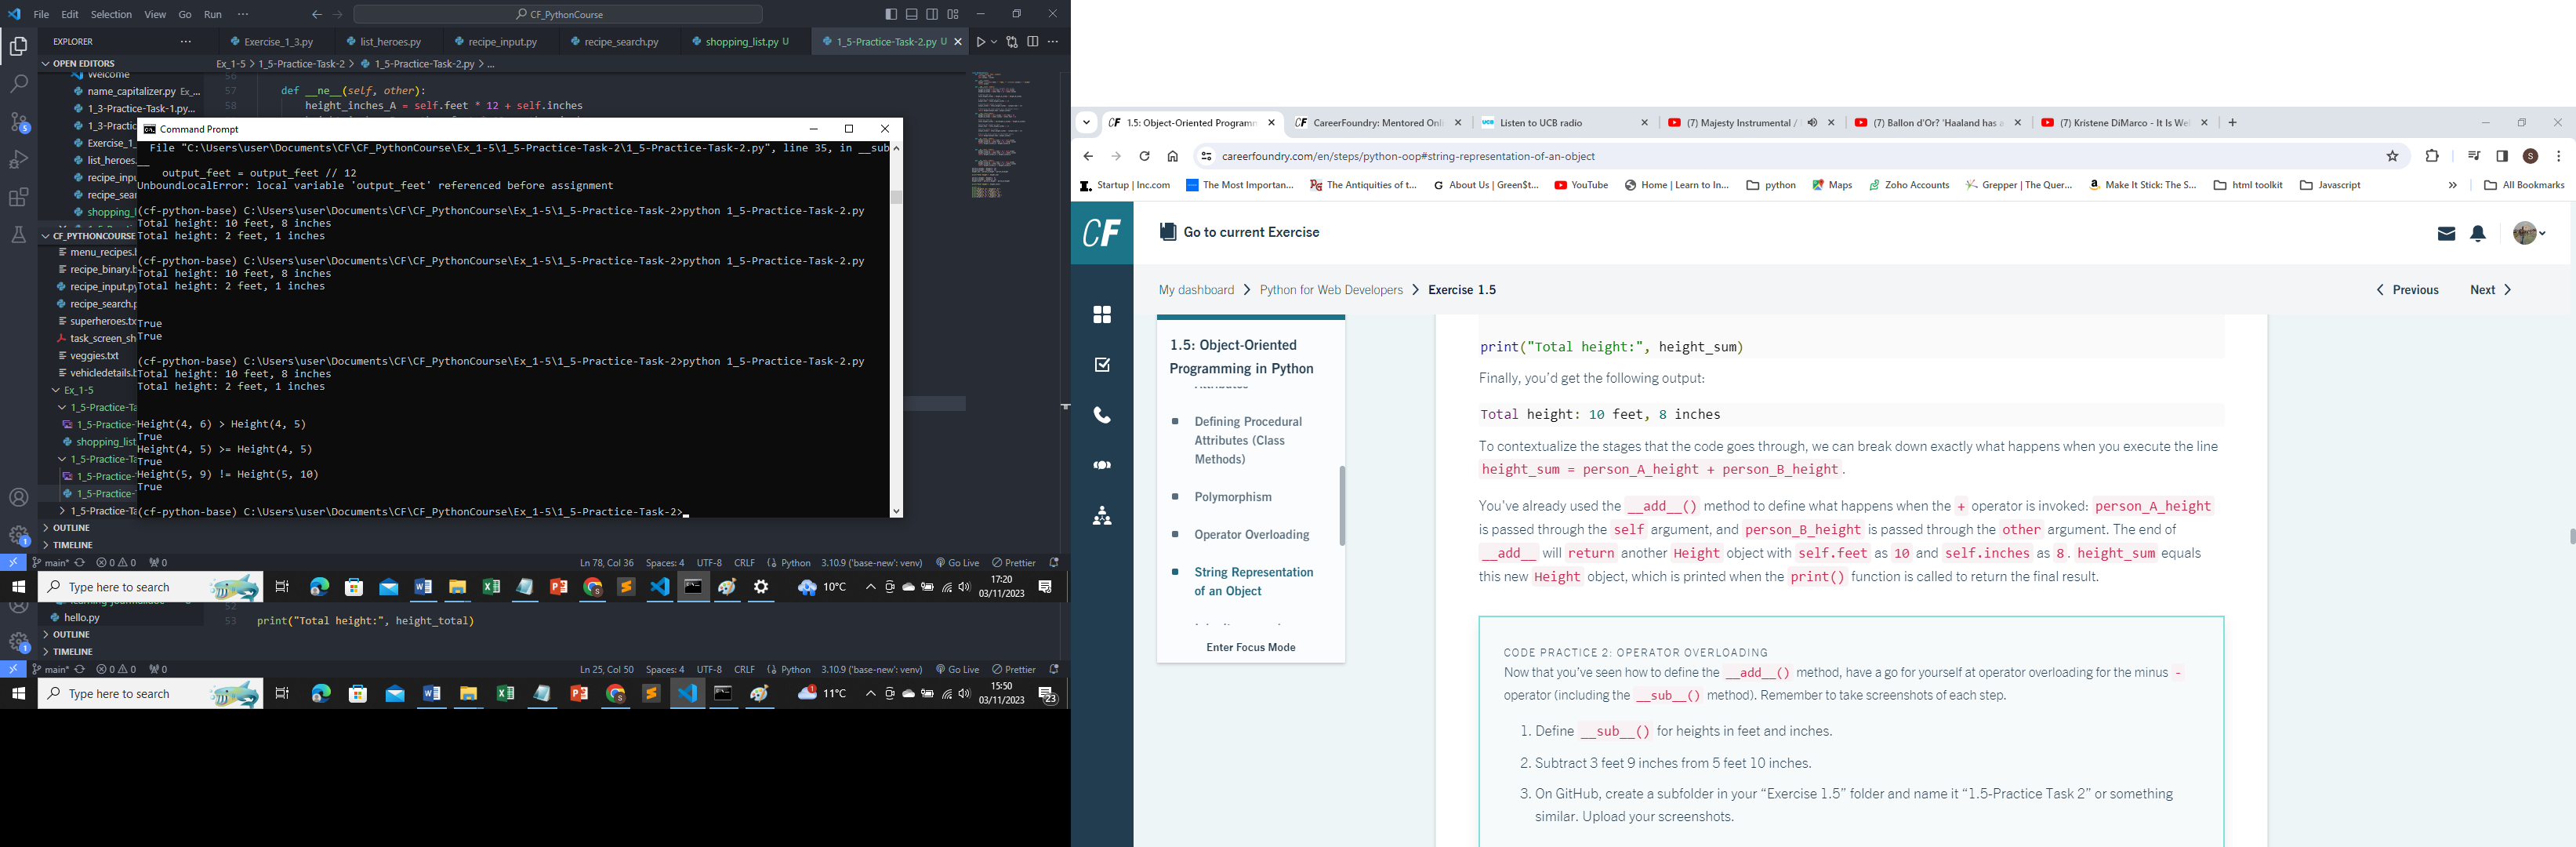 File Edit Selection View Go Run ···
CF_PythonCourse
EXPLORER
Exercise_1_3.py list_heroes.py recipe_input.py recipe_search.py shopping_list.py U 1_5-Practice-Task-2.py U
OPEN EDITORS
Ex_1-5 > 1_5-Practice-Task-2 > 1_5-Practice-Task-2.py > ...
Welcome
name_capitalizer.py Ex_...
1_3-Practice-Task-1.py...
1_3-Practic
Exercise_1_
list_heroes.
recipe_inpu
recipe_sear
shopping_l
56
57 def __ne__(self, other):
58 height_inches_A = self.feet * 12 + self.inches
CF_PYTHONCOURSE
menu_recipes.b
recipe_binary.b
recipe_input.py
recipe_search.p
superheroes.tx
task_screen_sh
veggies.txt
vehicledetails.b
Ex_1-5
1_5-Practice-Ta
1_5-Practice-
shopping_list
1_5-Practice-Ta
1_5-Practice-
1_5-Practice-
1_5-Practice-Ta
OUTLINE
TIMELINE
Command Prompt
File "C:\Users\user\Documents\CF\CF_PythonCourse\Ex_1-5\1_5-Practice-Task-2\1_5-Practice-Task-2.py", line 35, in __sub
__
output_feet = output_feet // 12
UnboundLocalError: local variable 'output_feet' referenced before assignment
(cf-python-base) C:\Users\user\Documents\CF\CF_PythonCourse\Ex_1-5\1_5-Practice-Task-2>python 1_5-Practice-Task-2.py
Total height: 10 feet, 8 inches
Total height: 2 feet, 1 inches
(cf-python-base) C:\Users\user\Documents\CF\CF_PythonCourse\Ex_1-5\1_5-Practice-Task-2>python 1_5-Practice-Task-2.py
Total height: 10 feet, 8 inches
Total height: 2 feet, 1 inches
True
True
(cf-python-base) C:\Users\user\Documents\CF\CF_PythonCourse\Ex_1-5\1_5-Practice-Task-2>python 1_5-Practice-Task-2.py
Total height: 10 feet, 8 inches
Total height: 2 feet, 1 inches
Height(4, 6) > Height(4, 5)
True
Height(4, 5) >= Height(4, 5)
True
Height(5, 9) != Height(5, 10)
True
(cf-python-base) C:\Users\user\Documents\CF\CF_PythonCourse\Ex_1-5\1_5-Practice-Task-2>
main* 0 0 0 Ln 78, Col 36 Spaces: 4 UTF-8 CRLF Python 3.10.9 ('base-new': venv) Go Live Prettier
Type here to search 10°C 17:20
03/11/2023
hello.py
52
53 print("Total height:", height_total)
OUTLINE
TIMELINE
main* 0 0 0 Ln 25, Col 50 Spaces: 4 UTF-8 CRLF Python 3.10.9 ('base-new': venv) Go Live Prettier
Type here to search 11°C 15:50
03/11/2023 23
1.5: Object-Oriented Programm CareerFoundry: Mentored Onli Listen to UCB radio (7) Majesty Instrumental / (7) Ballon d'Or? 'Haaland has a (7) Kristene DiMarco - It Is Wel
careerfoundry.com/en/steps/python-oop#string-representation-of-an-object
Startup | Inc.com The Most Importan... The Antiquities of t... About Us | Green$t... YouTube Home | Learn to In... python Maps Zoho Accounts Grepper | The Quer... Make It Stick: The S... html toolkit Javascript » All Bookmarks
CF
Go to current Exercise
My dashboard > Python for Web Developers > Exercise 1.5
Previous Next
1.5: Object-Oriented
Programming in Python
Attributes
Defining Procedural
Attributes (Class
Methods)
Polymorphism
Operator Overloading
String Representation
of an Object
Enter Focus Mode
print("Total height:", height_sum)
Finally, you'd get the following output:
Total height: 10 feet, 8 inches
To contextualize the stages that the code goes through, we can break down exactly what happens when you execute the line
height_sum = person_A_height + person_B_height.
You've already used the __add__() method to define what happens when the + operator is invoked: person_A_height
is passed through the self argument, and person_B_height is passed through the other argument. The end of
__add__ will return another Height object with self.feet as 10 and self.inches as 8. height_sum equals
this new Height object, which is printed when the print() function is called to return the final result.
CODE PRACTICE 2: OPERATOR OVERLOADING
Now that you've seen how to define the __add__() method, have a go for yourself at operator overloading for the minus -
operator (including the __sub__() method). Remember to take screenshots of each step.
1. Define __sub__() for heights in feet and inches.
2. Subtract 3 feet 9 inches from 5 feet 10 inches.
3. On GitHub, create a subfolder in your “Exercise 1.5” folder and name it “1.5-Practice Task 2” or something
similar. Upload your screenshots.